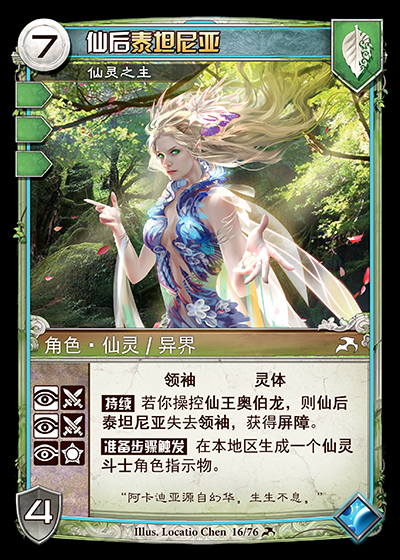 7
仙后泰坦尼亚
仙灵之主
角色·仙灵/异界
领袖 灵体
持续 若你操控仙王奥伯龙,则仙后
泰坦尼亚失去领袖,获得屏障。
准备步骤触发 在本地区生成一个仙灵
斗士角色指示物。
“阿卡迪亚源自幻华,生生不息,”
4
Illus. Locatio Chen 16/76